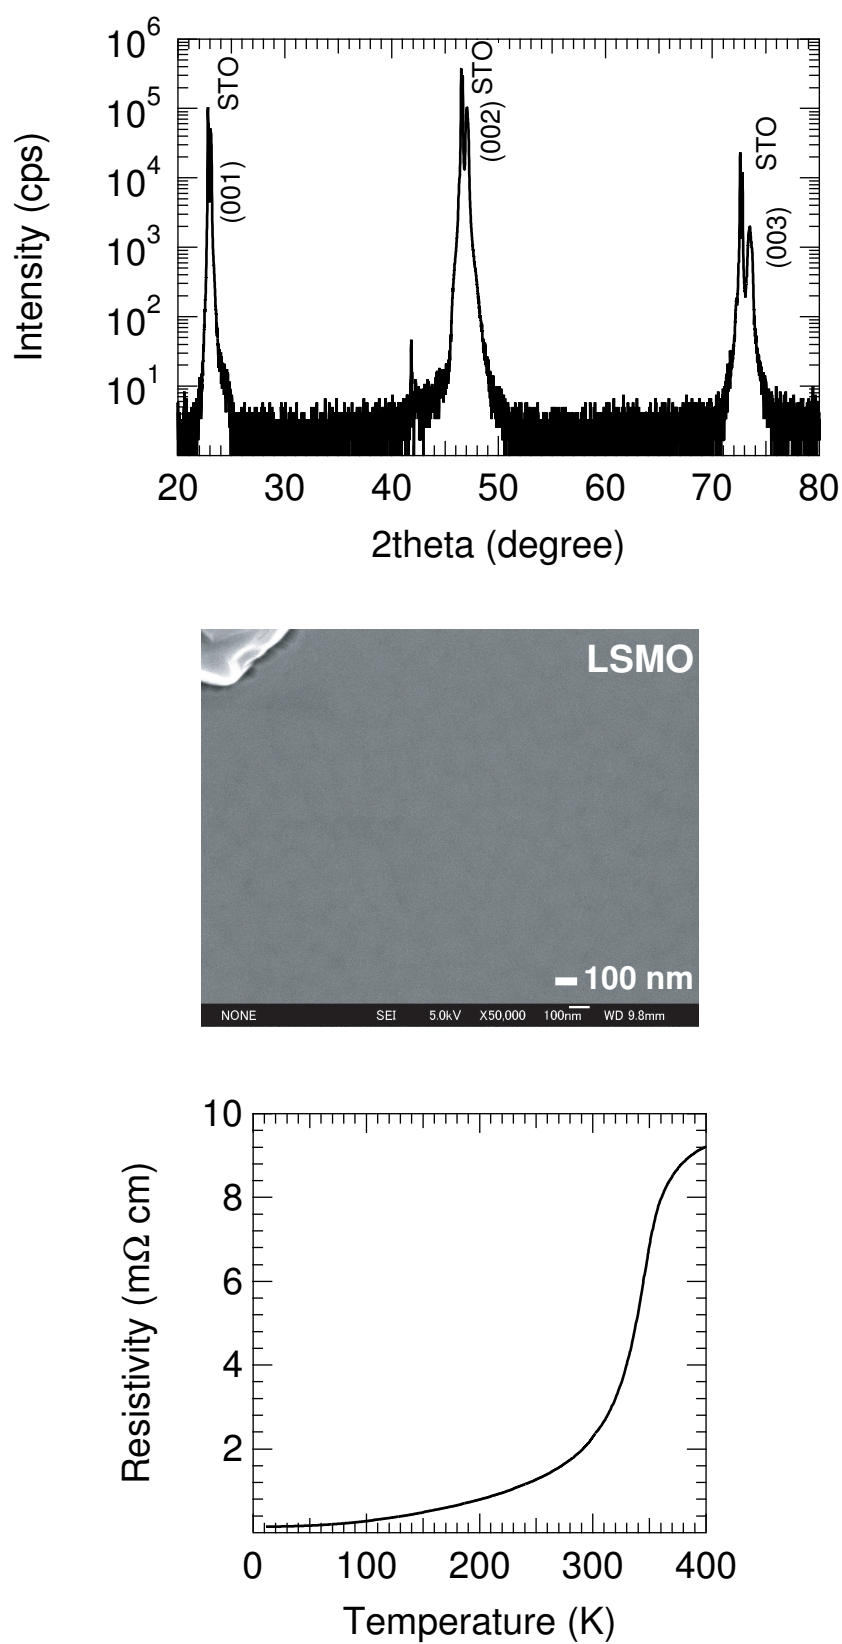 10^6
10^5
10^4
10^3
10^2
10^1
Intensity (cps)
STO
(001)
STO
(002)
STO
(003)
20 30 40 50 60 70 80
2theta (degree)
LSMO
100 nm
NONE SEI 5.0kV X50,000 100nm WD 9.8mm
10
8
6
4
2
Resistivity (mΩ cm)
0 100 200 300 400
Temperature (K)